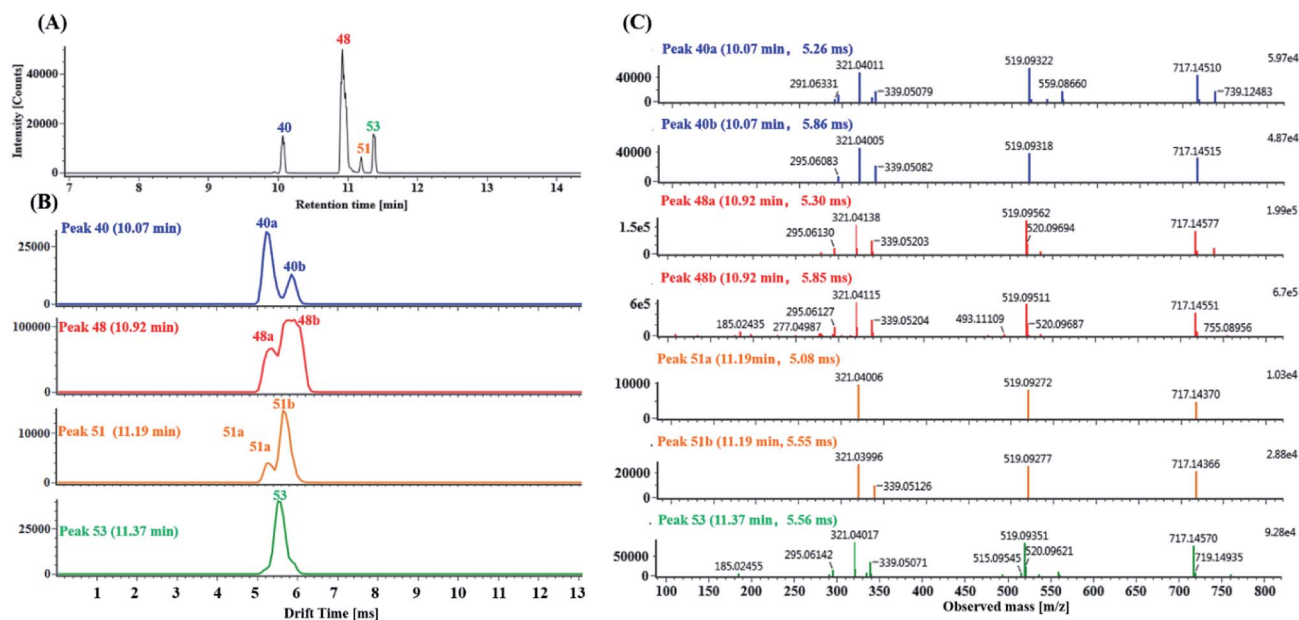 (A)
48
40
53
51
Intensity [Counts]
40000
20000
0
7 8 9 10 11 12 13 14
Retention time [min]
(B)
Peak 40 (10.07 min)
40a
40b
25000
0
Peak 48 (10.92 min)
48a
48b
100000
0
Peak 51 (11.19 min)
51a
51a
51b
10000
0
Peak 53 (11.37 min)
53
25000
0
1 2 3 4 5 6 7 8 9 10 11 12 13
Drift Time [ms]
(C)
Peak 40a (10.07 min, 5.26 ms)
5.97e4
40000
0
291.06331
321.04011
339.05079
519.09322
559.08660
717.14510
739.12483
Peak 40b (10.07 min, 5.86 ms)
4.87e4
40000
0
295.06083
321.04005
339.05082
519.09318
717.14515
Peak 48a (10.92 min, 5.30 ms)
1.99e5
1.5e5
0
295.06130
321.04138
339.05203
519.09562
520.09694
717.14577
Peak 48b (10.92 min, 5.85 ms)
6.7e5
6e5
0
185.02435
277.04987
295.06127
321.04115
339.05204
493.11109
519.09511
520.09687
717.14551
755.08956
Peak 51a (11.19min, 5.08 ms)
1.03e4
10000
0
321.04006
519.09272
717.14370
Peak 51b (11.19 min, 5.55 ms)
2.88e4
20000
0
321.03996
339.05126
519.09277
717.14366
Peak 53 (11.37 min, 5.56 ms)
9.28e4
50000
0
185.02455
295.06142
321.04017
339.05071
515.09545
519.09351
520.09621
717.14570
719.14935
100 150 200 250 300 350 400 450 500 550 600 650 700 750 800
Observed mass [m/z]